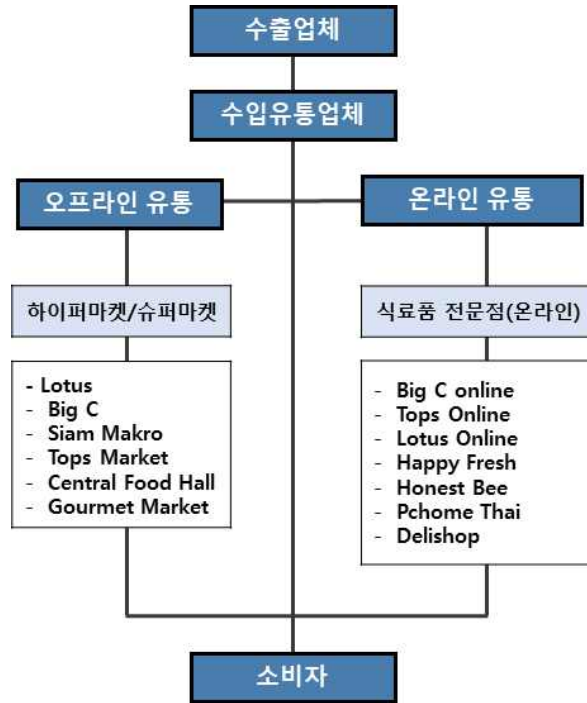 수출업체
수입유통업체
오프라인 유통
온라인 유통
하이퍼마켓/슈퍼마켓
- Lotus
- Big C
- Siam Makro
- Tops Market
- Central Food Hall
- Gourmet Market
식료품 전문점(온라인)
- Big C online
- Tops Online
- Lotus Online
- Happy Fresh
- Honest Bee
- Pchome Thai
- Delishop
소비자